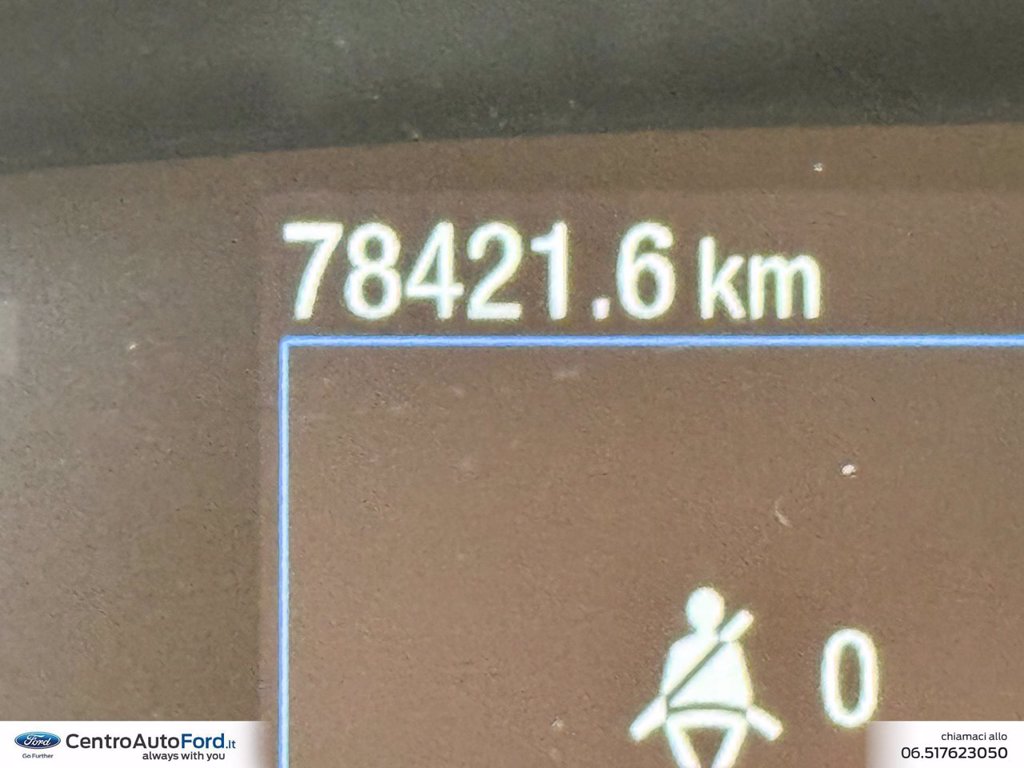 78421.6 km
0
Ford
Go Further
CentroAutoFord.it
always with you
chiamaci allo
06.517623050